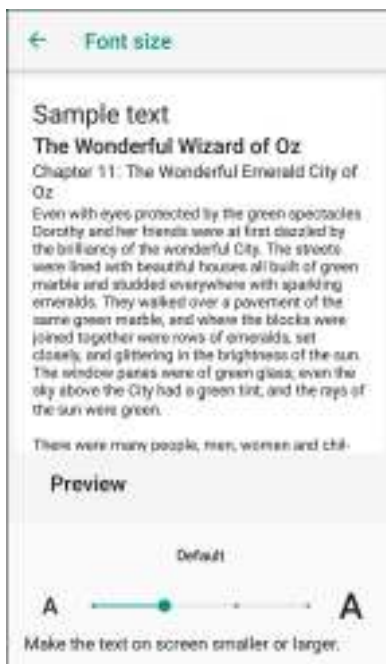 Font size
Sample text
The Wonderful Wizard of Oz
Chapter 11: The Wonderful Emerald City of
Oz
Even with eyes protected by the green spectacles
Dorothy and her friends were at first dazzled by
the brilliancy of the wonderful City. The streets
were lined with beautiful houses all built of green
marble and studded everywhere with sparkling
emeralds. They walked over a pavement of the
same green marble, and where the blocks were
joined together were rows of emeralds, set
closely, and glittering in the brightness of the sun.
The window panes were of green glass; even the
sky above the City had a green tint, and the rays of
the sun were green.
There were many people, men, women and chil-
Preview
Default
A A
Make the text on screen smaller or larger.